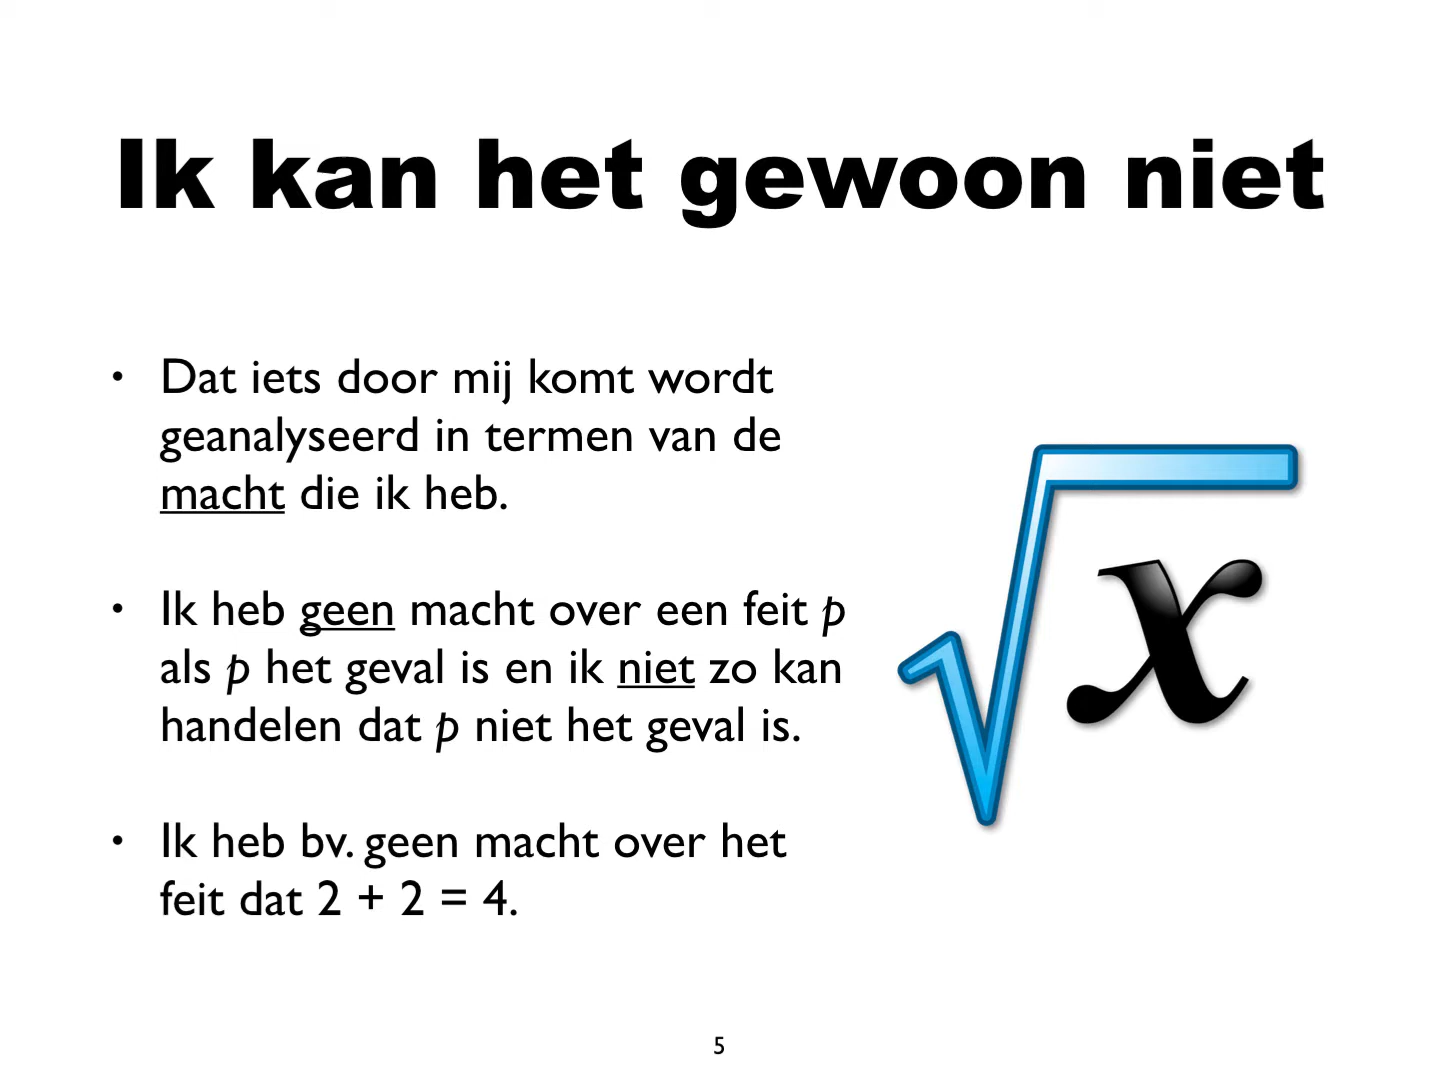 Ik kan het gewoon niet
• Dat iets door mij komt wordt
geanalyseerd in termen van de
macht die ik heb.
• Ik heb geen macht over een feit p
als p het geval is en ik niet zo kan
handelen dat p niet het geval is.
• Ik heb bv. geen macht over het
feit dat 2 + 2 = 4.
√x
5